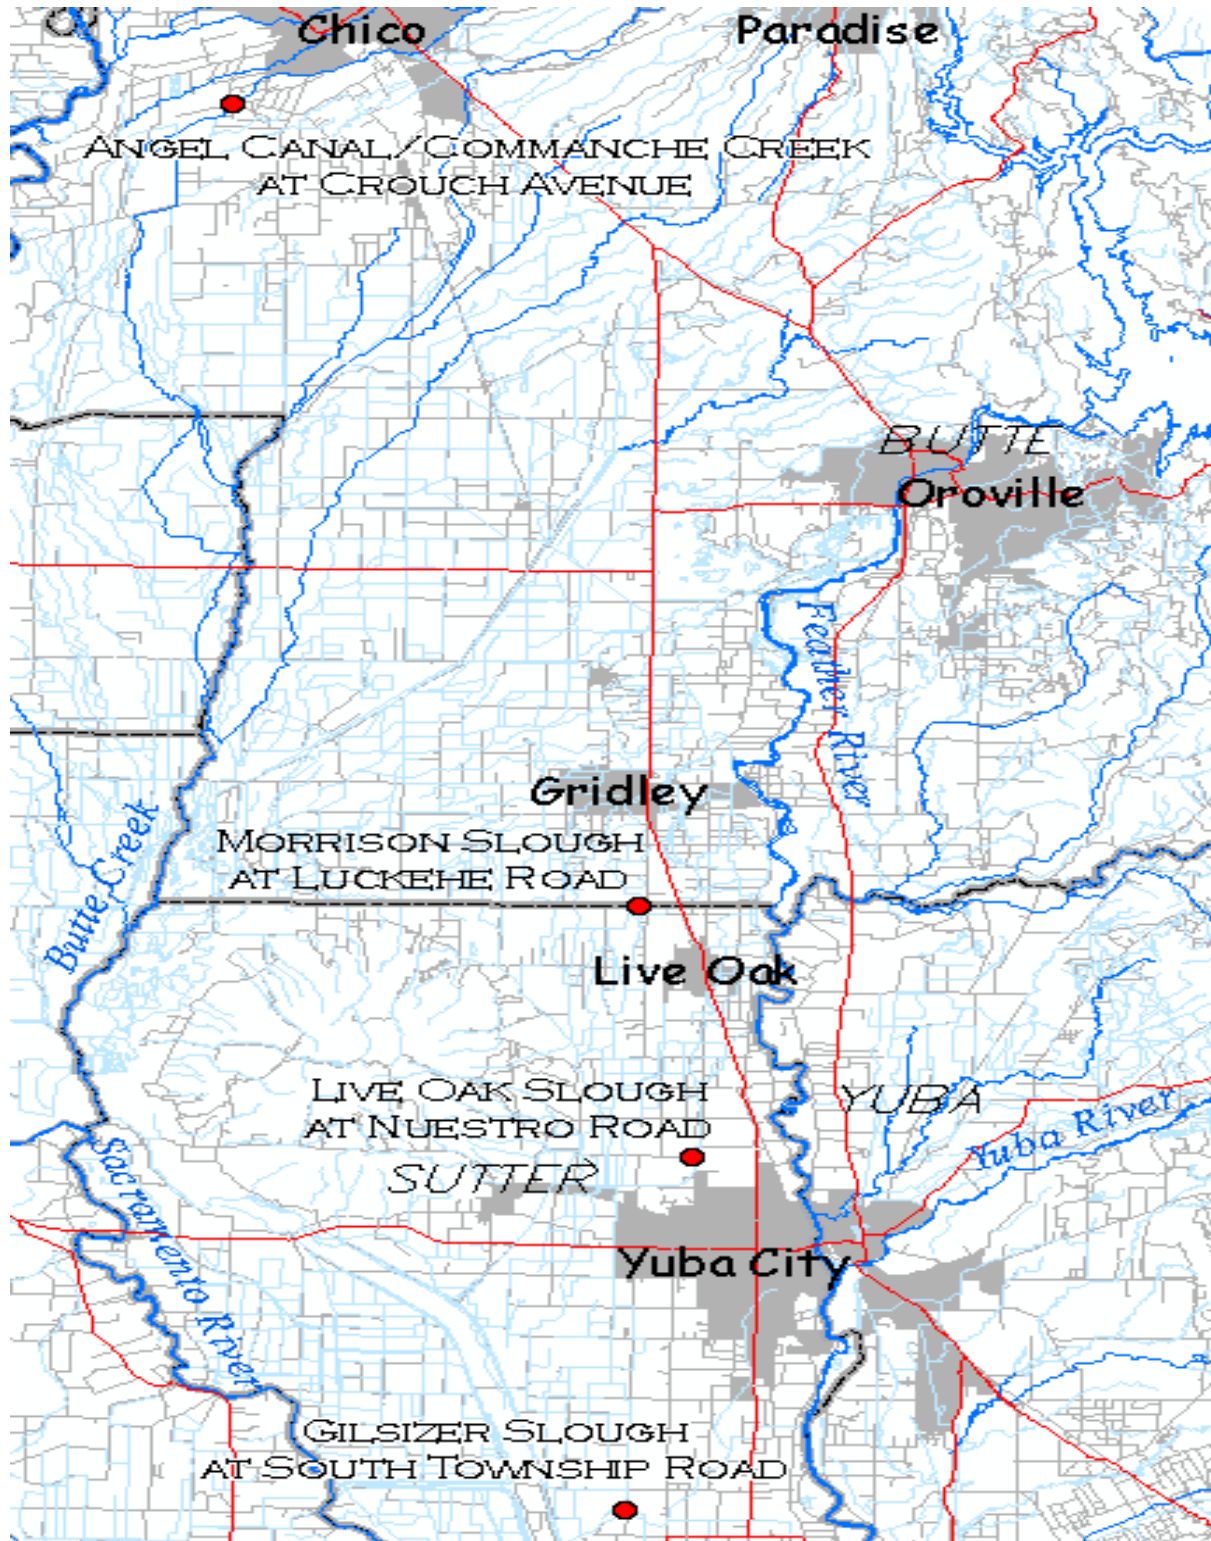 Chico
Paradise
ANGEL CANAL/COMMANCHE CREEK
AT CROUCH AVENUE
BUTTE
Oroville
Feather River
Gridley
MORRISON SLOUGH
AT LUCKEHE ROAD
Butte Creek
Live Oak
LIVE OAK SLOUGH
AT NUESTRO ROAD
YUBA
Yuba River
SUTTER
Sacramento River
Yuba City
GILSIZER SLOUGH
AT SOUTH TOWNSHIP ROAD